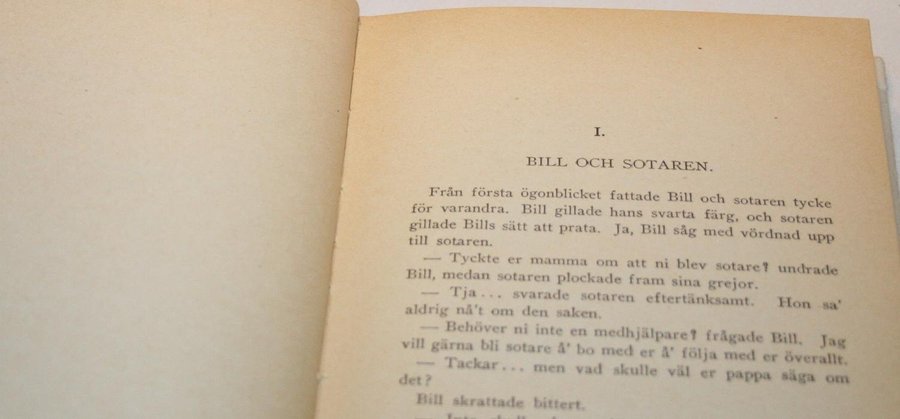 I.
BILL OCH SOTAREN.
Från första ögonblicket fattade Bill och sotaren tycke
för varandra. Bill gillade hans svarta färg, och sotaren
gillade Bills sätt att prata. Ja, Bill såg med vördnad upp
till sotaren.
— Tyckte er mamma om att ni blev sotare? undrade
Bill, medan sotaren plockade fram sina grejor.
— Tja... svarade sotaren eftertänksamt. Hon sa'
aldrig nå't om den saken.
— Behöver ni inte en medhjälpare? frågade Bill. Jag
vill gärna bli sotare å' bo med er å' följa med er överallt.
— Tackar... men vad skulle väl er pappa säga om
det?
Bill skrattade bittert.